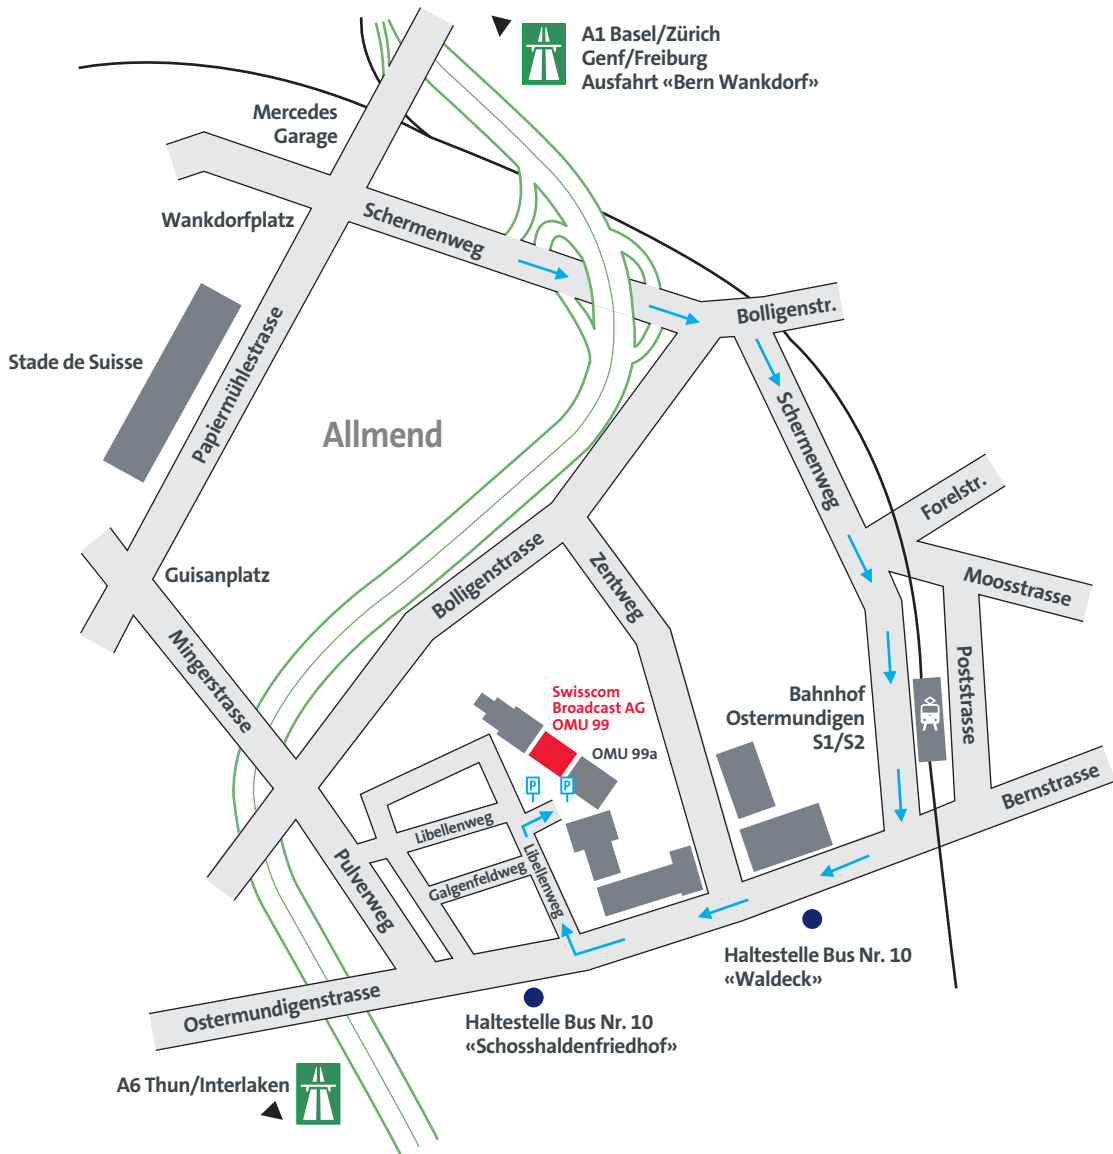 A1 Basel/Zürich
Genf/Freiburg
Ausfahrt «Bern Wankdorf»
Mercedes
Garage
Wankdorfplatz
Schermenweg
Bolligenstr.
Stade de Suisse
Papiermühlestrasse
Allmend
Schermenweg
Forelstr.
Guisanplatz
Bolligenstrasse
Zentweg
Moosstrasse
Mingerstrasse
Poststrasse
Swisscom
Broadcast AG
OMU 99
OMU 99a
Bahnhof
Ostermundigen
S1/S2
P
P
Bernstrasse
Libellenweg
Libellenweg
Galgenfeldweg
Pulverweg
Haltestelle Bus Nr. 10
«Waldeck»
Ostermundigenstrasse
Haltestelle Bus Nr. 10
«Schosshaldenfriedhof»
A6 Thun/Interlaken